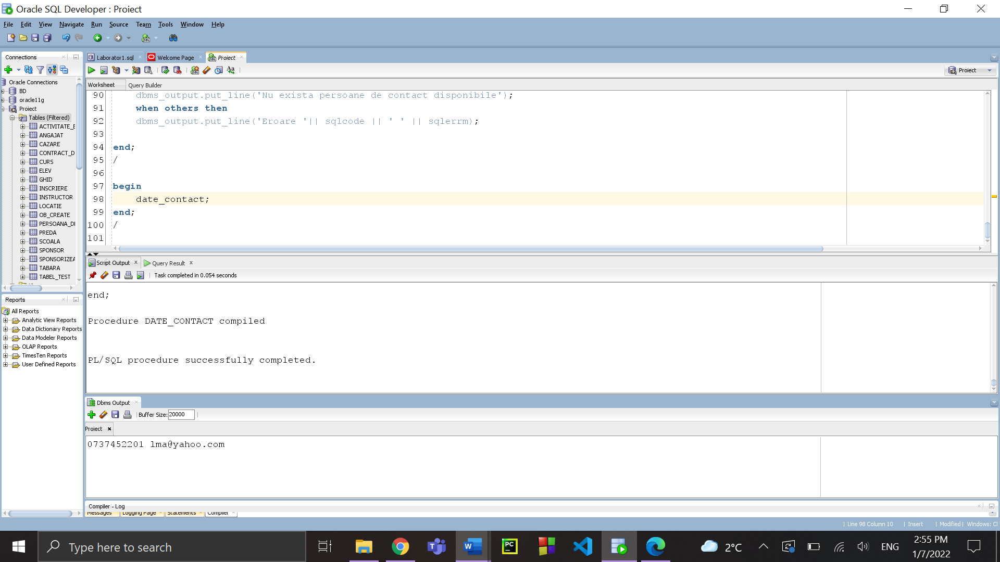 Oracle SQL Developer : Proiect
File Edit View Navigate Run Source Team Tools Window Help
Connections
Oracle Connections
BD
oracle11g
Proiect
Tables (Filtered)
ACTIVITATE_E
ANGAJAT
CAZARE
CONTRACT_D
CURS
ELEV
GHID
INSCRIERE
INSTRUCTOR
LOCATIE
OB_CREATE
PERSOANA_DI
PREDA
SCOALA
SPONSOR
SPONSORIZEA
TABARA
TABEL_TEST
Reports
All Reports
Analytic View Reports
Data Dictionary Reports
Data Modeler Reports
OLAP Reports
TimesTen Reports
User Defined Reports
Laborator1.sql Welcome Page Proiect
Proiect
Worksheet Query Builder
90 dbms_output.put_line('Nu exista persoane de contact disponibile');
91 when others then
92 dbms_output.put_line('Eroare '|| sqlcode || ' ' || sqlerrm);
93
94 end;
95 /
96
97 begin
98 date_contact;
99 end;
100 /
101
Script Output Query Result
Task completed in 0.054 seconds
end;
Procedure DATE_CONTACT compiled
PL/SQL procedure successfully completed.
Dbms Output
Buffer Size: 20000
Proiect
0737452201 lma@yahoo.com
Compiler - Log
Messages Logging Page Statements Compiler
Line 98 Column 10 Insert Modified Windows: Cl
Type here to search
PC
2°C
ENG
2:55 PM
1/7/2022